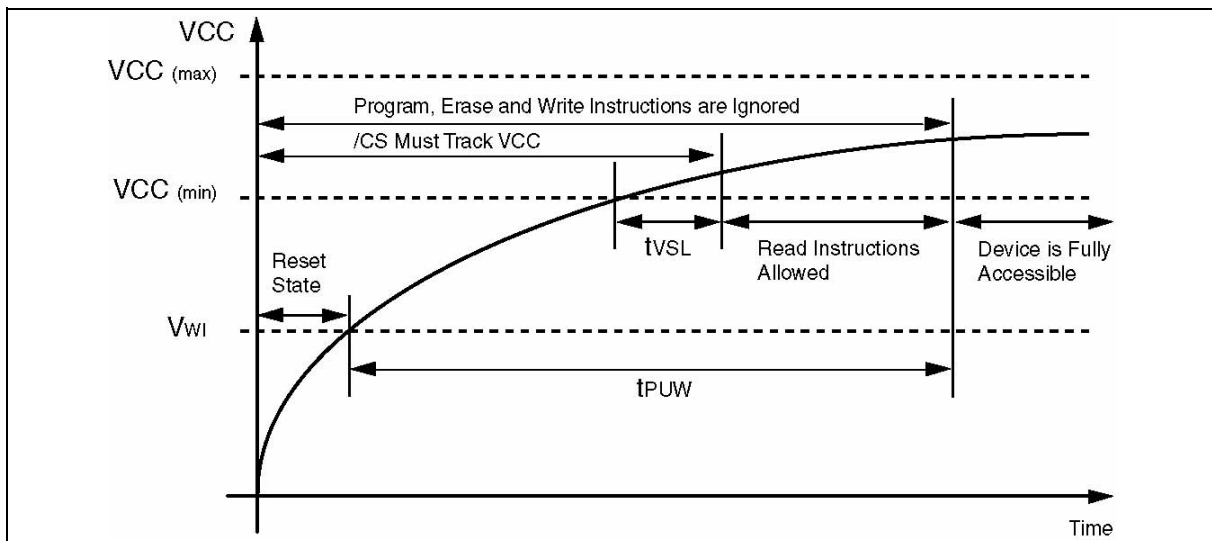 VCC
VCC (max)
Program, Erase and Write Instructions are Ignored
/CS Must Track VCC
VCC (min)
tVSL
Read Instructions
Allowed
Device is Fully
Accessible
Reset
State
VWI
tPUW
Time